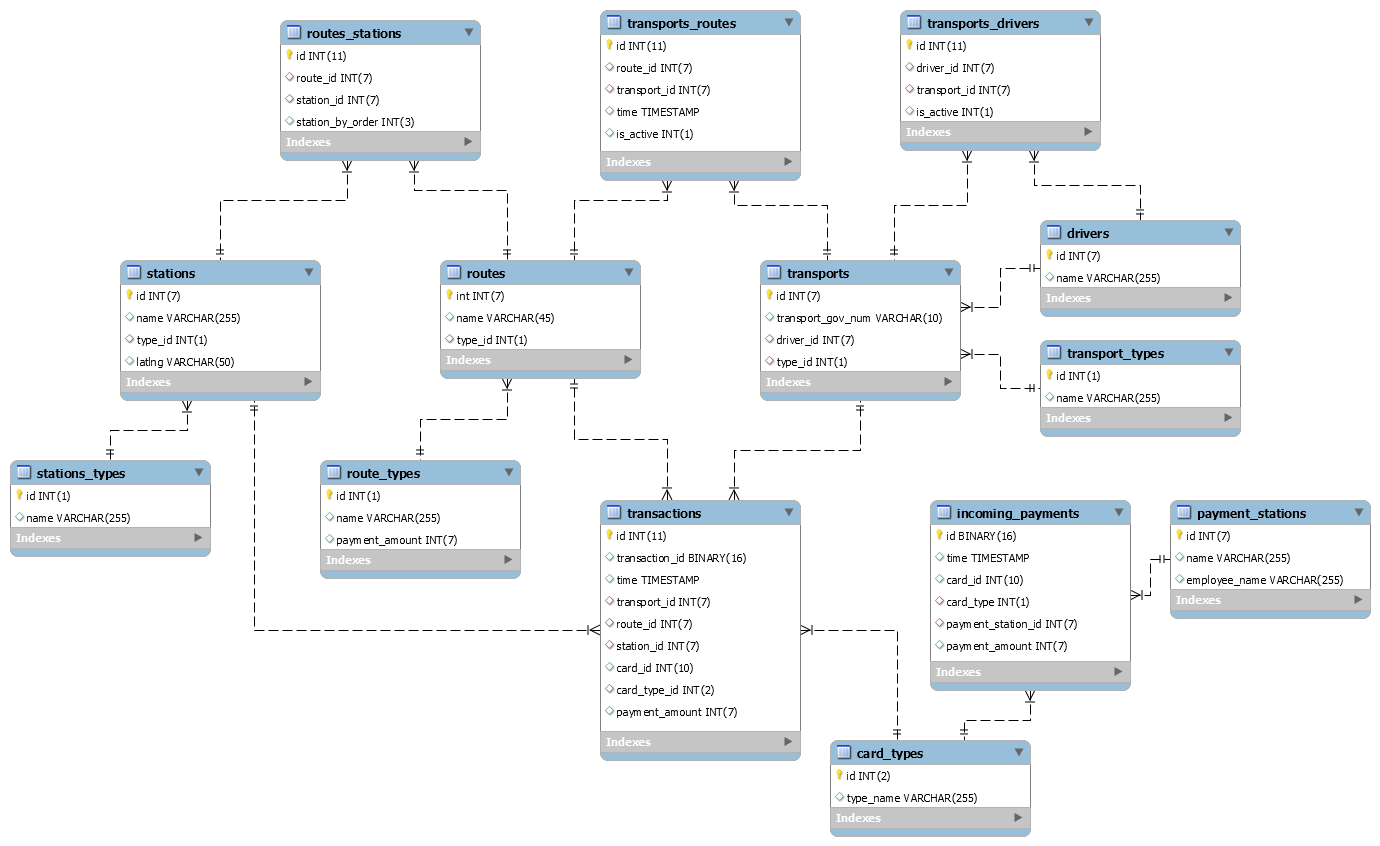 routes_stations
id INT(11)
route_id INT(7)
station_id INT(7)
station_by_order INT(3)
Indexes
transports_routes
id INT(11)
route_id INT(7)
transport_id INT(7)
time TIMESTAMP
is_active INT(1)
Indexes
transports_drivers
id INT(11)
driver_id INT(7)
transport_id INT(7)
is_active INT(1)
Indexes
drivers
id INT(7)
name VARCHAR(255)
Indexes
stations
id INT(7)
name VARCHAR(255)
type_id INT(1)
latlng VARCHAR(50)
Indexes
routes
int INT(7)
name VARCHAR(45)
type_id INT(1)
Indexes
transports
id INT(7)
transport_gov_num VARCHAR(10)
driver_id INT(7)
type_id INT(1)
Indexes
transport_types
id INT(1)
name VARCHAR(255)
Indexes
stations_types
id INT(1)
name VARCHAR(255)
Indexes
route_types
id INT(1)
name VARCHAR(255)
payment_amount INT(7)
Indexes
transactions
id INT(11)
transaction_id BINARY(16)
time TIMESTAMP
transport_id INT(7)
route_id INT(7)
station_id INT(7)
card_id INT(10)
card_type_id INT(2)
payment_amount INT(7)
Indexes
incoming_payments
id BINARY(16)
time TIMESTAMP
card_id INT(10)
card_type INT(1)
payment_station_id INT(7)
payment_amount INT(7)
Indexes
payment_stations
id INT(7)
name VARCHAR(255)
employee_name VARCHAR(255)
Indexes
card_types
id INT(2)
type_name VARCHAR(255)
Indexes